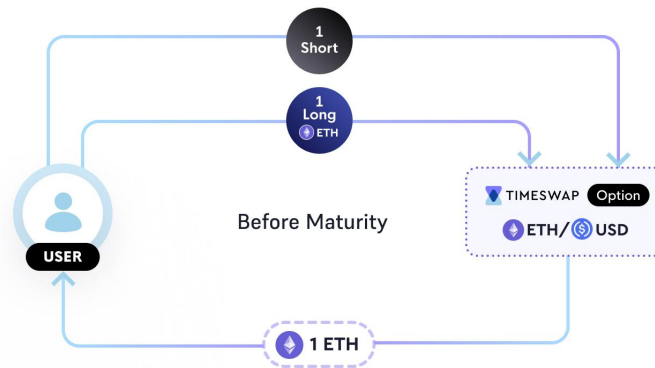 1
Short
1
Long
ETH
TIMESWAP Option
ETH/USD
Before Maturity
USER
1 ETH